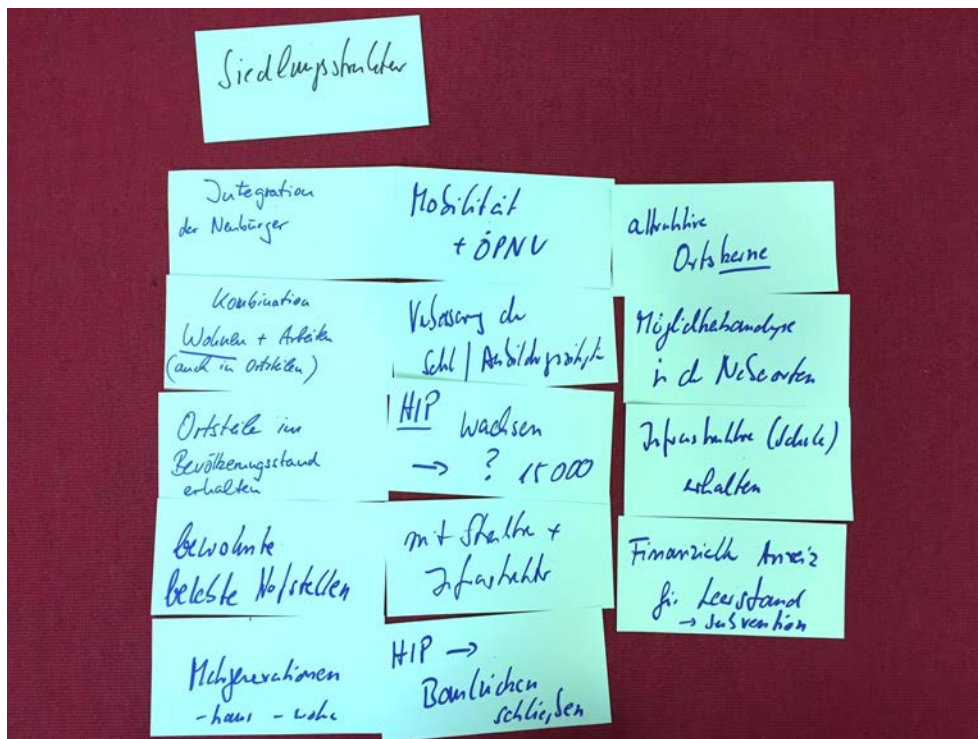 Siedlungsstruktur
Integration
der Neubürger
Kombination
Wohnen + Arbeiten
(auch in Ortsteilen)
Ortsteile im
Bevölkerungsstand
erhalten
bewohnte
belebte Hofstellen
Mehrgenerationen
-haus - wohn
Mobilität
+ ÖPNV
Verbesserung der
Schul / Ausbildungs
HIP wachsen
→ ? 15000
mit Struktur +
Infrastruktur
HIP →
Baulücken
schließen
attraktive
Ortskerne
Möglichkeitsanalyse
in den Nebenorten
Infrastruktur (Schule)
erhalten
Finanzielle Anreiz
für Leerstand
→ Subvention